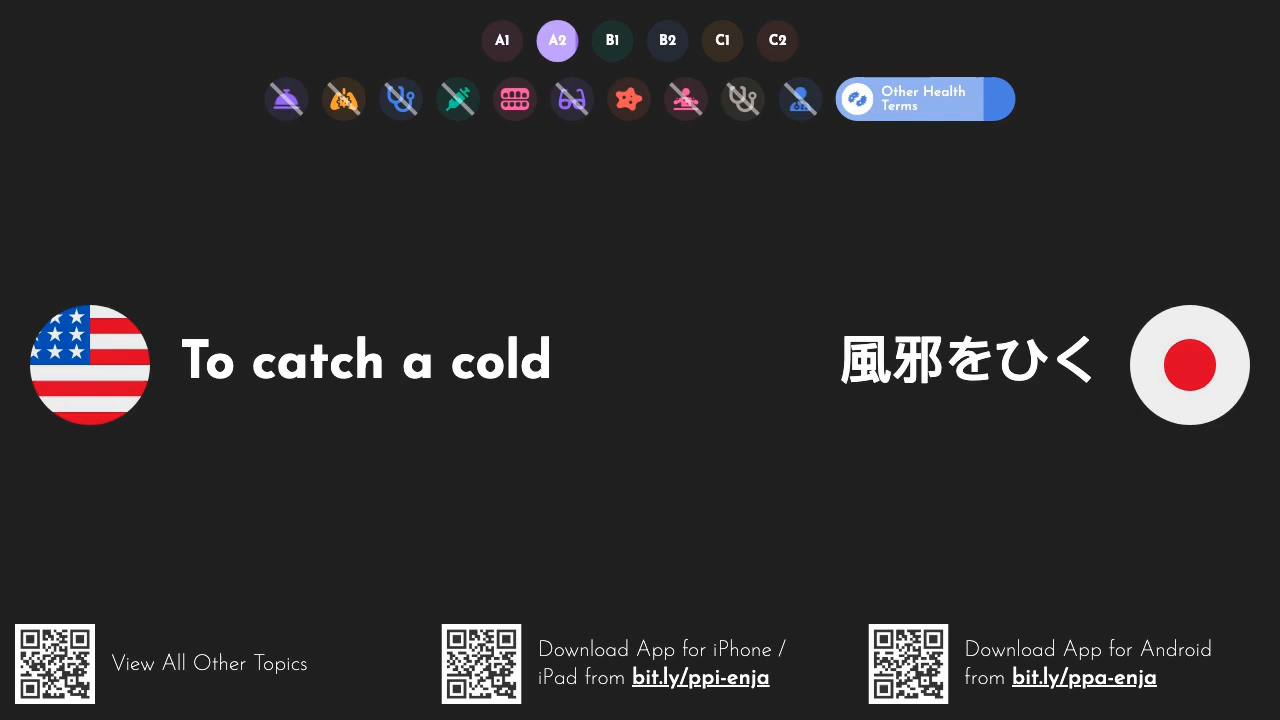 A1 A2 B1 B2 C1 C2
Other Health
Terms
To catch a cold
風邪をひく
View All Other Topics
Download App for iPhone /
iPad from bit.ly/ppi-enja
Download App for Android
from bit.ly/ppa-enja